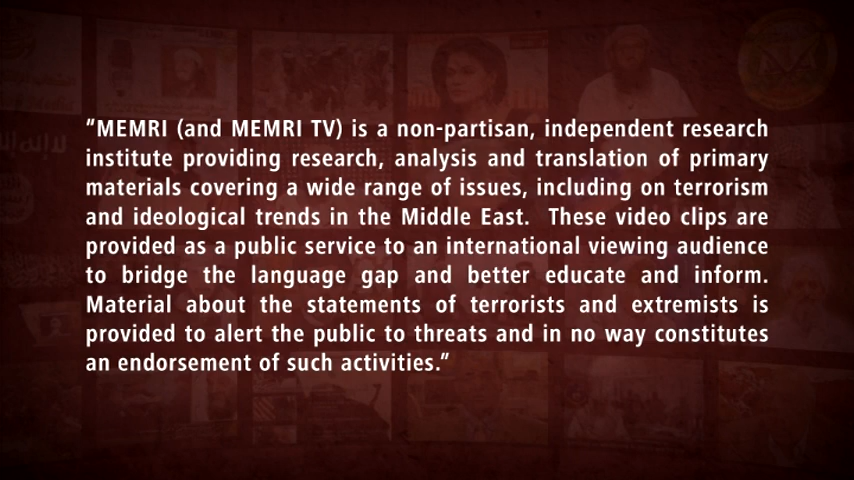 "MEMRI (and MEMRI TV) is a non-partisan, independent research
institute providing research, analysis and translation of primary
materials covering a wide range of issues, including on terrorism
and ideological trends in the Middle East.  These video clips are
provided as a public service to an international viewing audience
to bridge the language gap and better educate and inform.
Material about the statements of terrorists and extremists is
provided to alert the public to threats and in no way constitutes
an endorsement of such activities."